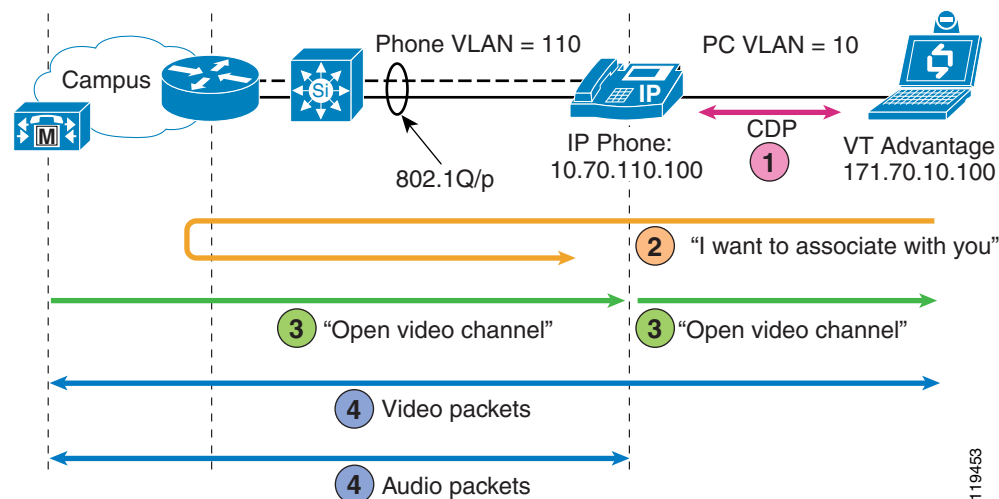 Phone VLAN = 110
PC VLAN = 10
Campus
Si
IP
M
CDP
1
IP Phone:
10.70.110.100
VT Advantage
171.70.10.100
802.1Q/p
2 “I want to associate with you”
3 “Open video channel”
3 “Open video channel”
4 Video packets
4 Audio packets
119453